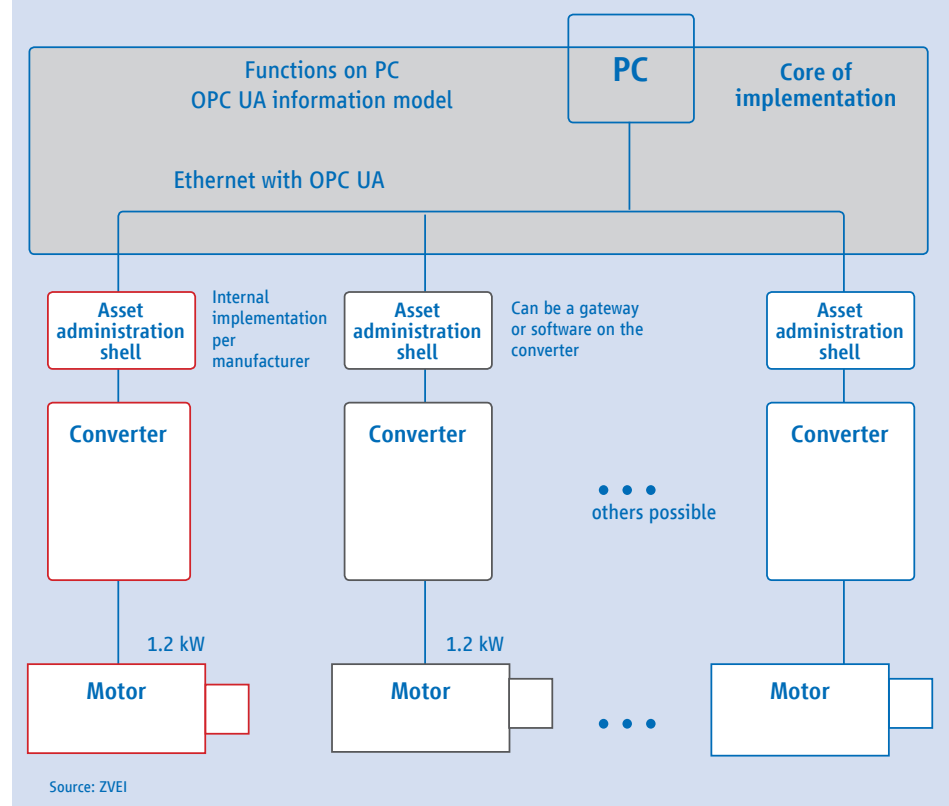 Functions on PC
OPC UA information model
PC
Core of
implementation
Ethernet with OPC UA
Asset
administration
shell
Internal
implementation
per
manufacturer
Asset
administration
shell
Can be a gateway
or software on the
converter
Asset
administration
shell
Converter
Converter
Converter
others possible
1.2 kW
1.2 kW
Motor
Motor
Motor
Source: ZVEI